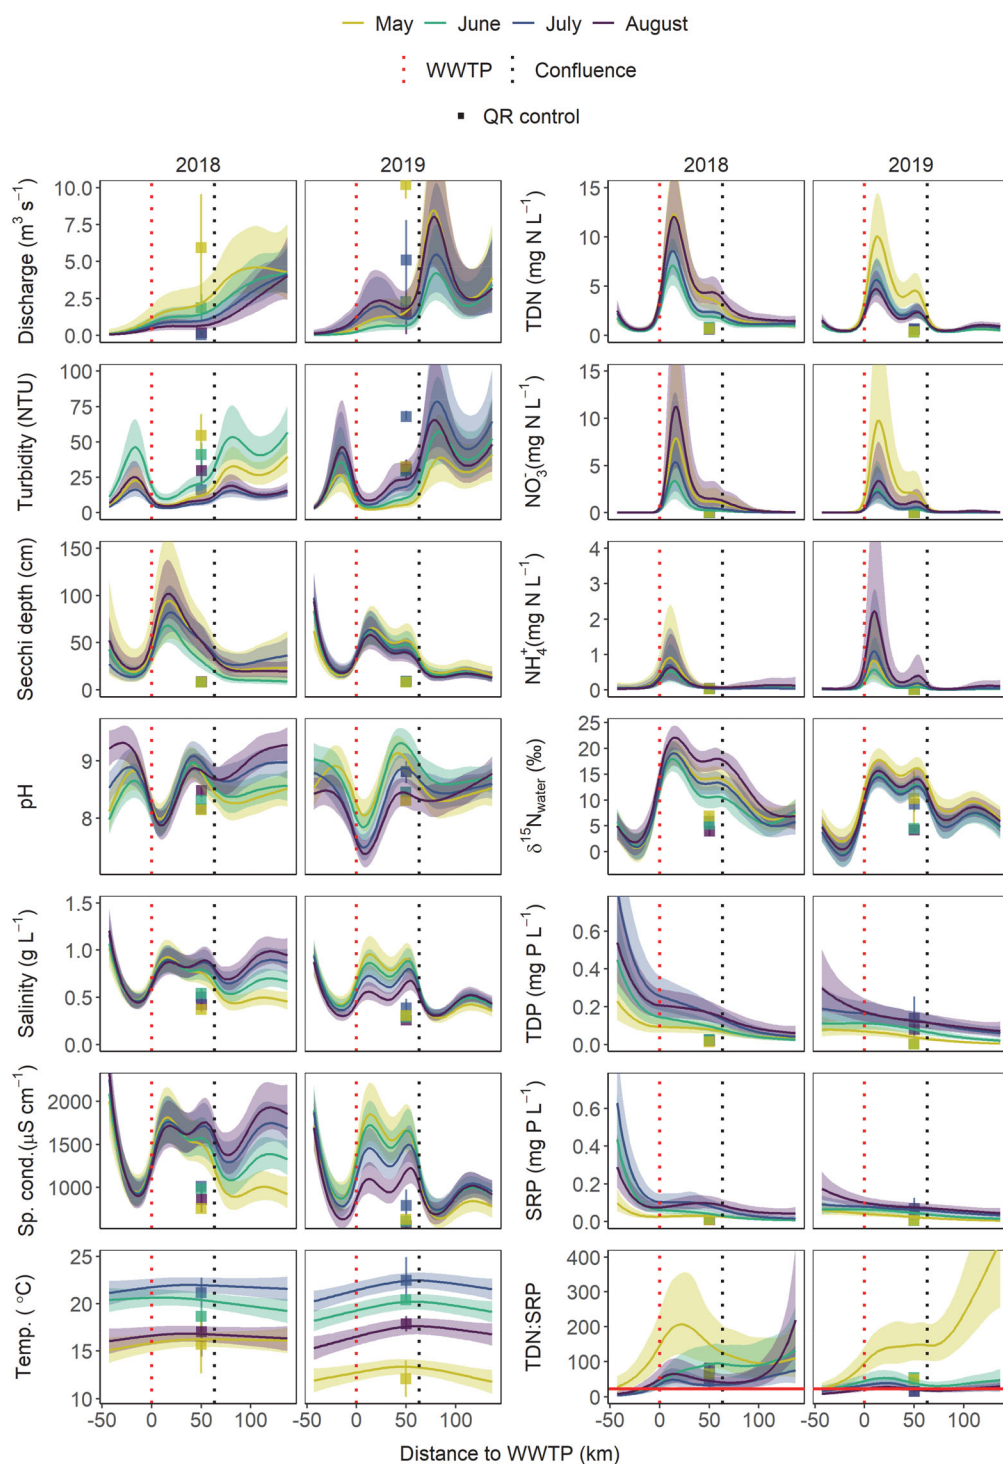 May June July August
WWTP Confluence
QR control
2018 2019 2018 2019
Discharge (m³ s⁻¹)
10.0
7.5
5.0
2.5
0.0
TDN (mg N L⁻¹)
15
10
5
0
Turbidity (NTU)
100
75
50
25
0
NO₃⁻(mg N L⁻¹)
15
10
5
0
Secchi depth (cm)
150
100
50
0
NH₄⁺(mg N L⁻¹)
4
3
2
1
0
pH
9
8
δ¹⁵N_water (‰)
25
20
15
10
5
0
Salinity (g L⁻¹)
1.5
1.0
0.5
0.0
TDP (mg P L⁻¹)
0.6
0.4
0.2
0.0
Sp. cond.(μS cm⁻¹)
2000
1500
1000
SRP (mg P L⁻¹)
0.6
0.4
0.2
0.0
Temp. ( °C)
25
20
15
10
TDN:SRP
400
300
200
100
0
-50 0 50 100 0 50 100 -50 0 50 100 0 50 100
Distance to WWTP (km)